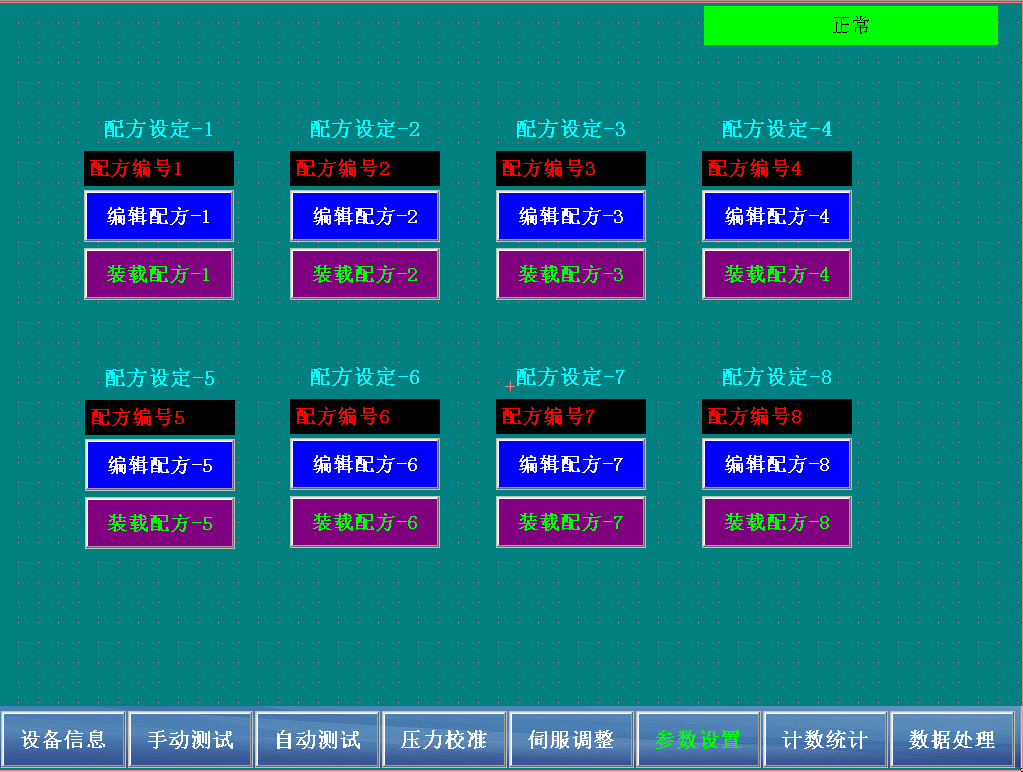 正常
配方设定-1 配方设定-2 配方设定-3 配方设定-4
配方编号1 配方编号2 配方编号3 配方编号4
编辑配方-1 编辑配方-2 编辑配方-3 编辑配方-4
装载配方-1 装载配方-2 装载配方-3 装载配方-4
配方设定-5 配方设定-6 配方设定-7 配方设定-8
配方编号5 配方编号6 配方编号7 配方编号8
编辑配方-5 编辑配方-6 编辑配方-7 编辑配方-8
装载配方-5 装载配方-6 装载配方-7 装载配方-8
设备信息 手动测试 自动测试 压力校准 伺服调整 参数设置 计数统计 数据处理